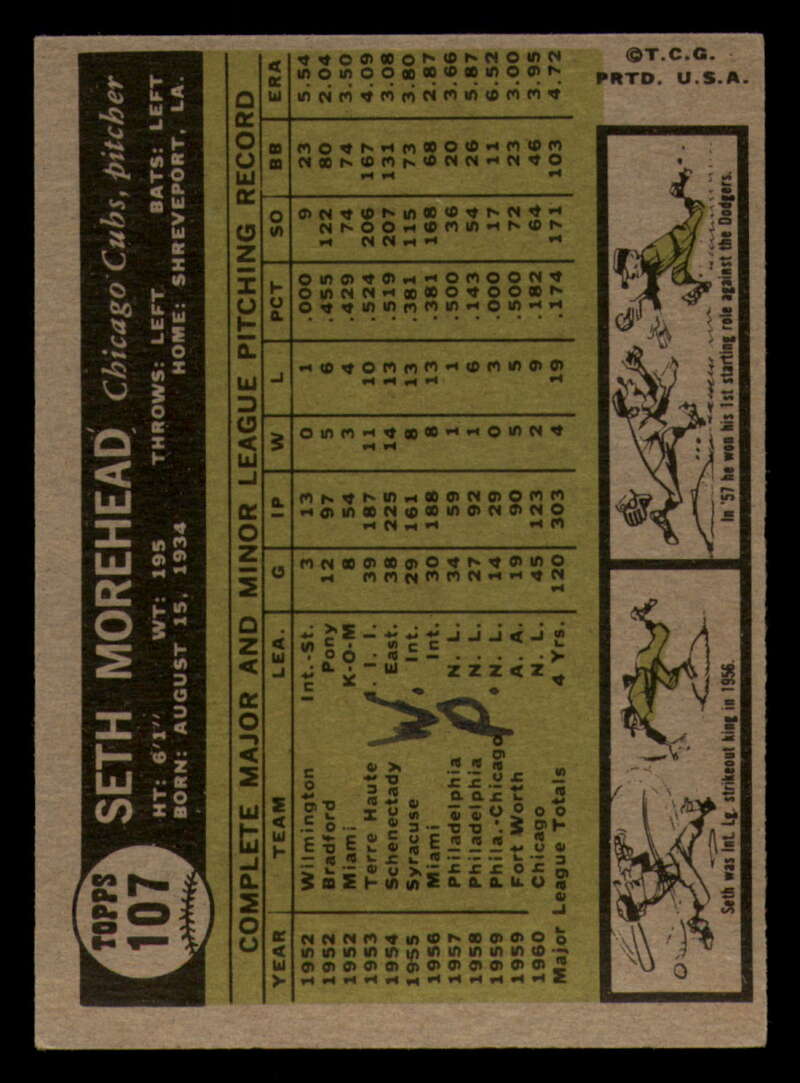 TOPPS
107
SETH MOREHEAD, Chicago Cubs, pitcher
HT: 6'1" WT: 195 THROWS: LEFT BATS: LEFT
BORN: AUGUST 15, 1934 HOME: SHREVEPORT, LA.
COMPLETE MAJOR AND MINOR LEAGUE PITCHING RECORD
YEAR TEAM LEA. G IP W L PCT SO BB ERA
1952 Wilmington Int.-St. 3 13 0 1 .000 9 23 5.54
1952 Bradford Pony 12 97 5 6 .455 122 80 2.04
1952 Miami K-O-M 8 54 3 4 .429 74 74 3.50
1953 Terre Haute I. I. I. 39 187 11 10 .524 206 167 4.09
1954 Schenectady East. 38 225 14 13 .519 207 131 3.08
1955 Syracuse Int. 29 161 8 13 .381 115 73 3.80
1956 Miami Int. 30 188 8 13 .381 168 68 2.87
1957 Philadelphia N. L. 34 59 1 1 .500 36 20 3.66
1958 Philadelphia N. L. 27 92 1 6 .143 54 26 5.87
1959 Phila.-Chicago N. L. 14 29 0 3 .000 17 11 6.52
1959 Fort Worth A. A. 19 90 5 5 .500 72 23 3.00
1960 Chicago N. L. 45 123 2 9 .182 64 46 3.95
Major League Totals 4 Yrs. 120 303 4 19 .174 171 103 4.72
W.
P.
Seth was Int. Lg. strikeout king in 1956.
In '57 he won his 1st starting role against the Dodgers.
©T.C.G.
PRTD. U.S.A.